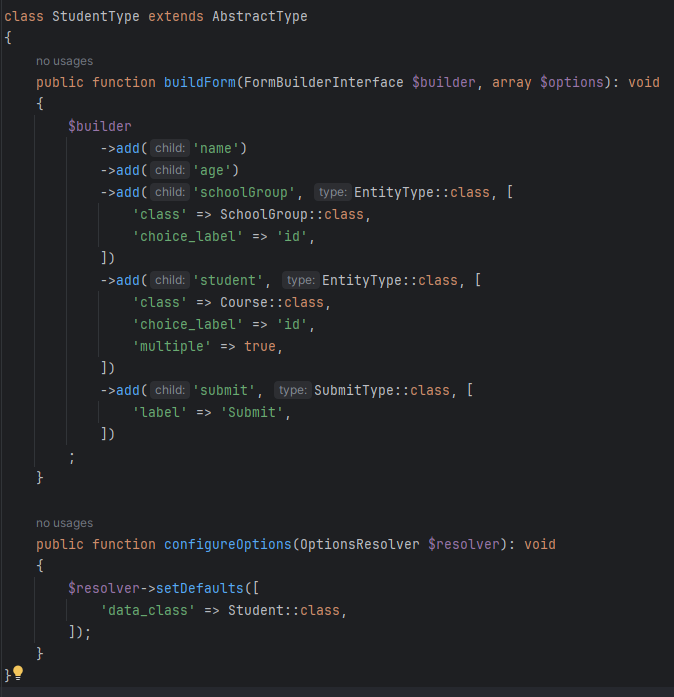 class StudentType extends AbstractType
{
no usages
public function buildForm(FormBuilderInterface $builder, array $options): void
{
$builder
->add( child: 'name')
->add( child: 'age')
->add( child: 'schoolGroup', type: EntityType::class, [
'class' => SchoolGroup::class,
'choice_label' => 'id',
])
->add( child: 'student', type: EntityType::class, [
'class' => Course::class,
'choice_label' => 'id',
'multiple' => true,
])
->add( child: 'submit', type: SubmitType::class, [
'label' => 'Submit',
])
;
}
no usages
public function configureOptions(OptionsResolver $resolver): void
{
$resolver->setDefaults([
'data_class' => Student::class,
]);
}
}